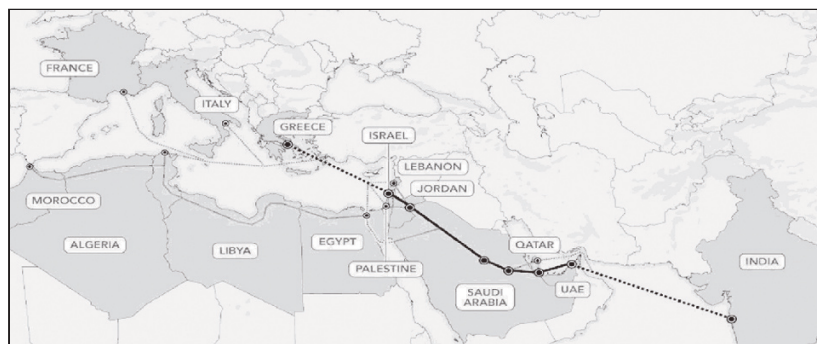 FRANCE
ITALY
GREECE
ISRAEL
LEBANON
JORDAN
MOROCCO
ALGERIA
LIBYA
EGYPT
PALESTINE
QATAR
SAUDI
ARABIA
UAE
INDIA